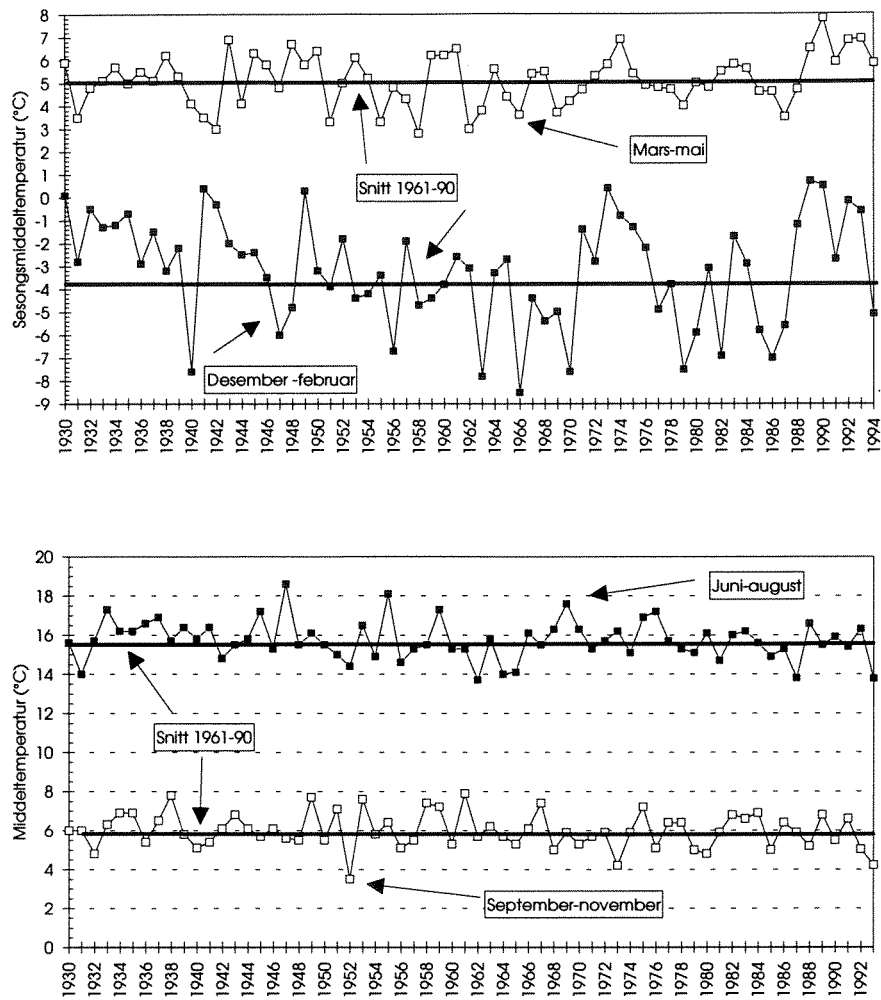 Sesongsmiddeltemperatur (°C)
8
7
6
5
4
3
2
1
0
-1
-2
-3
-4
-5
-6
-7
-8
-9
Mars-mai
Snitt 1961-90
Desember -februar
1930 1932 1934 1936 1938 1940 1942 1944 1946 1948 1950 1952 1954 1956 1958 1960 1962 1964 1966 1968 1970 1972 1974 1976 1978 1980 1982 1984 1986 1988 1990 1992 1994
Middeltemperatur (°C)
20
18
16
14
12
10
8
6
4
2
0
Juni-august
Snitt 1961-90
September-november
1930 1932 1934 1936 1938 1940 1942 1944 1946 1948 1950 1952 1954 1956 1958 1960 1962 1964 1966 1968 1970 1972 1974 1976 1978 1980 1982 1984 1986 1988 1990 1992